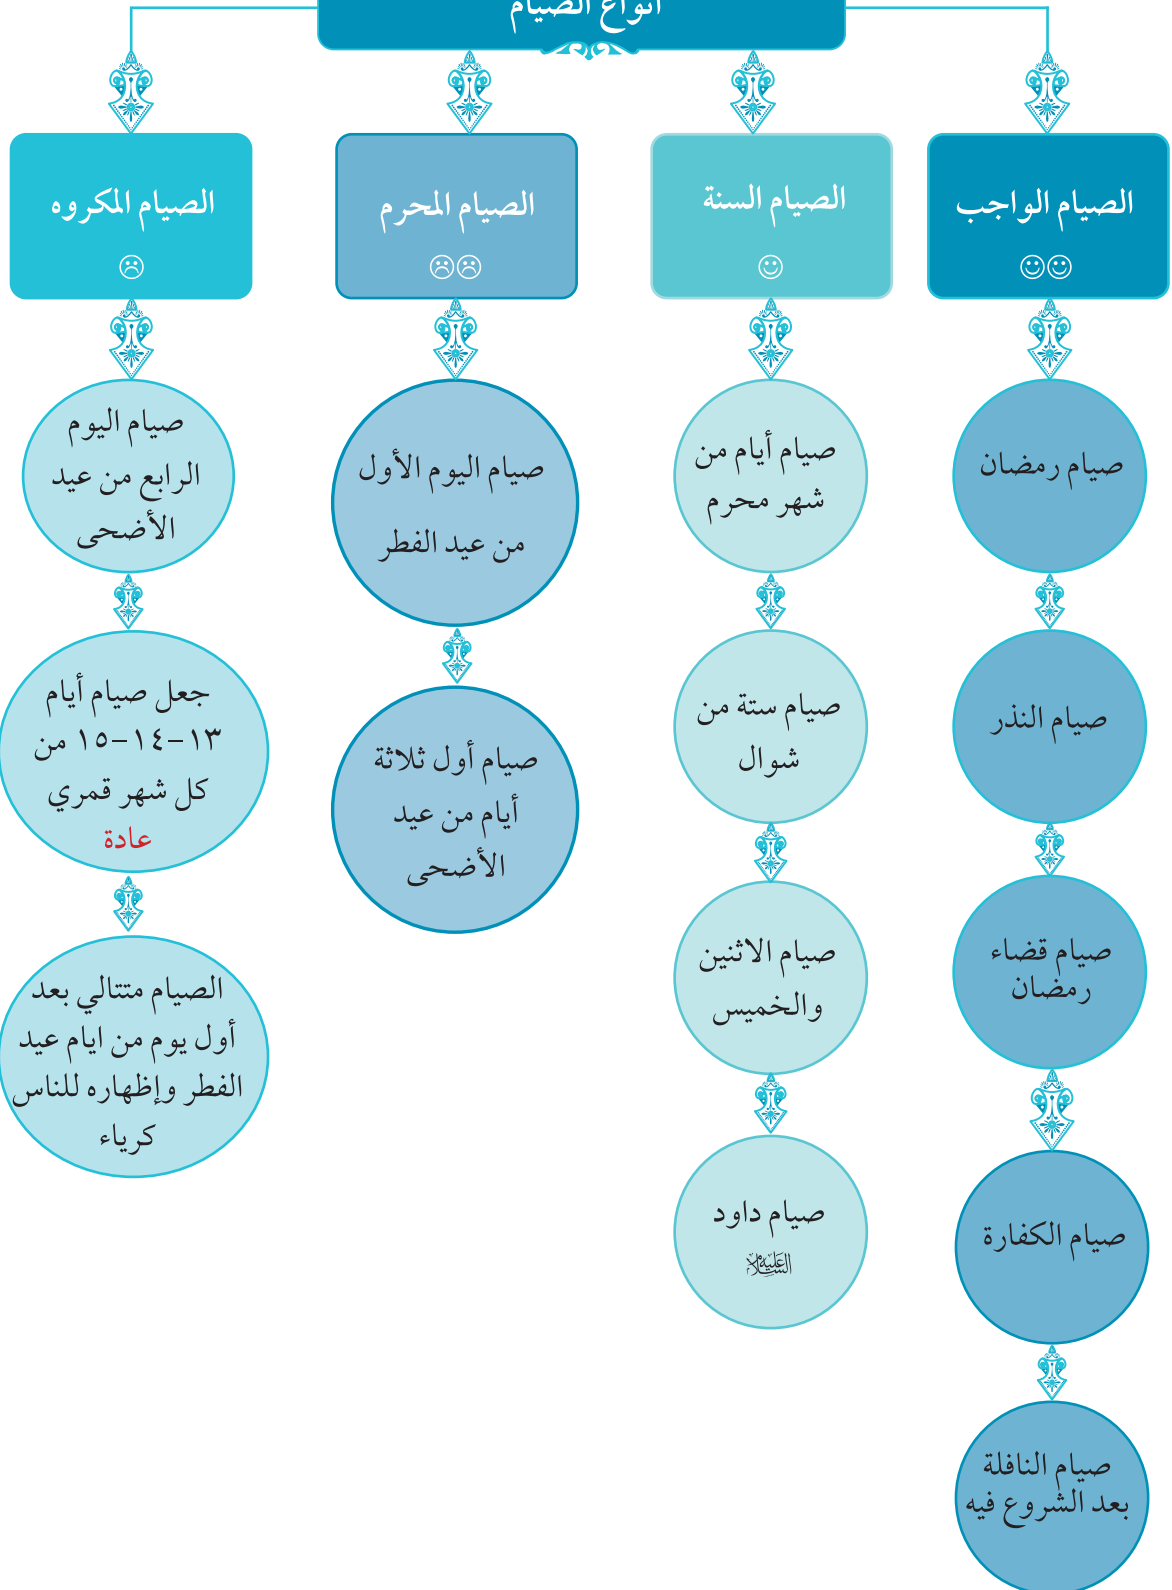 أنواع الصيام
الصيام الواجب
☺☺
صيام رمضان
صيام النذر
صيام قضاء
رمضان
صيام الكفارة
صيام النافلة
بعد الشروع فيه
الصيام السنة
☺
صيام أيام من
شهر محرم
صيام ستة من
شوال
صيام الاثنين
والخميس
صيام داود
عليه السلام
الصيام المحرم
☹☹
صيام اليوم الأول
من عيد الفطر
صيام أول ثلاثة
أيام من عيد
الأضحى
الصيام المكروه
☹
صيام اليوم
الرابع من عيد
الأضحى
جعل صيام أيام
١٣-١٤-١٥ من
كل شهر قمري
عادة
الصيام متتالي بعد
أول يوم من ايام عيد
الفطر وإظهاره للناس
كرياء